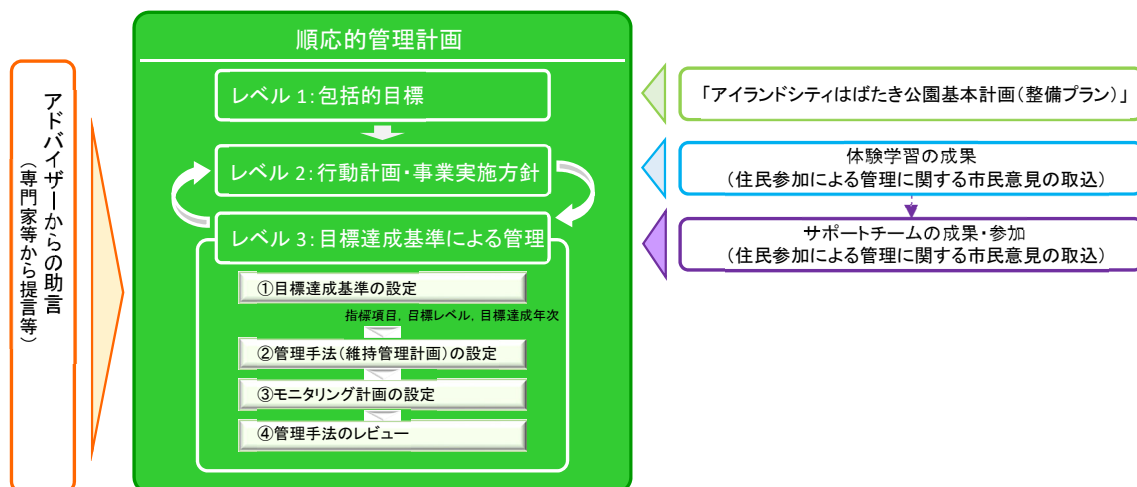 順応的管理計画
アドバイザーからの助言
(専門家等から提言等)
レベル 1:包括的目標
レベル 2:行動計画・事業実施方針
レベル 3:目標達成基準による管理
①目標達成基準の設定
指標項目, 目標レベル, 目標達成年次
②管理手法(維持管理計画)の設定
③モニタリング計画の設定
④管理手法のレビュー
「アイランドシティはばたき公園基本計画(整備プラン)」
体験学習の成果
(住民参加による管理に関する市民意見の取込)
サポートチームの成果・参加
(住民参加による管理に関する市民意見の取込)